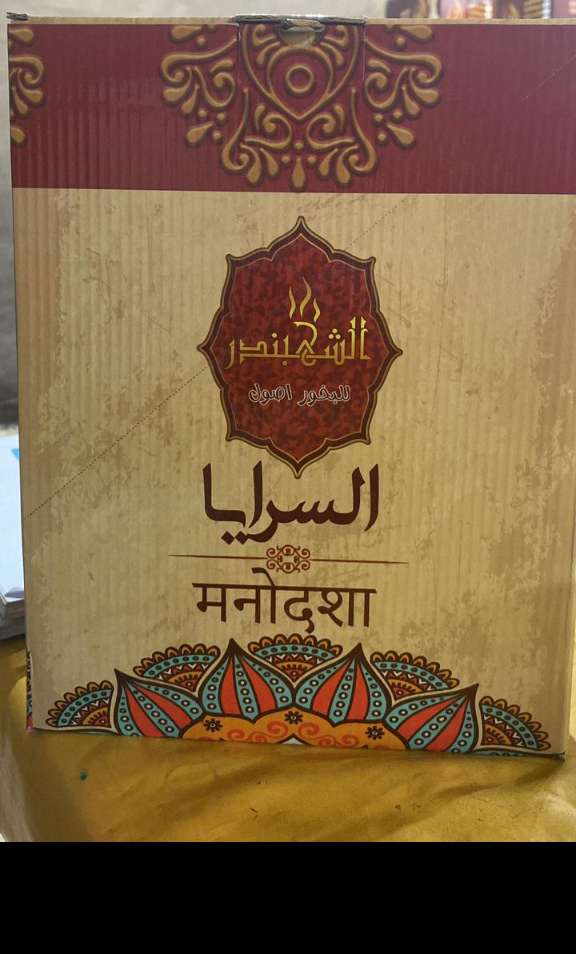 الشهبندر
للبخور اصول
السرايا
मनोदशा